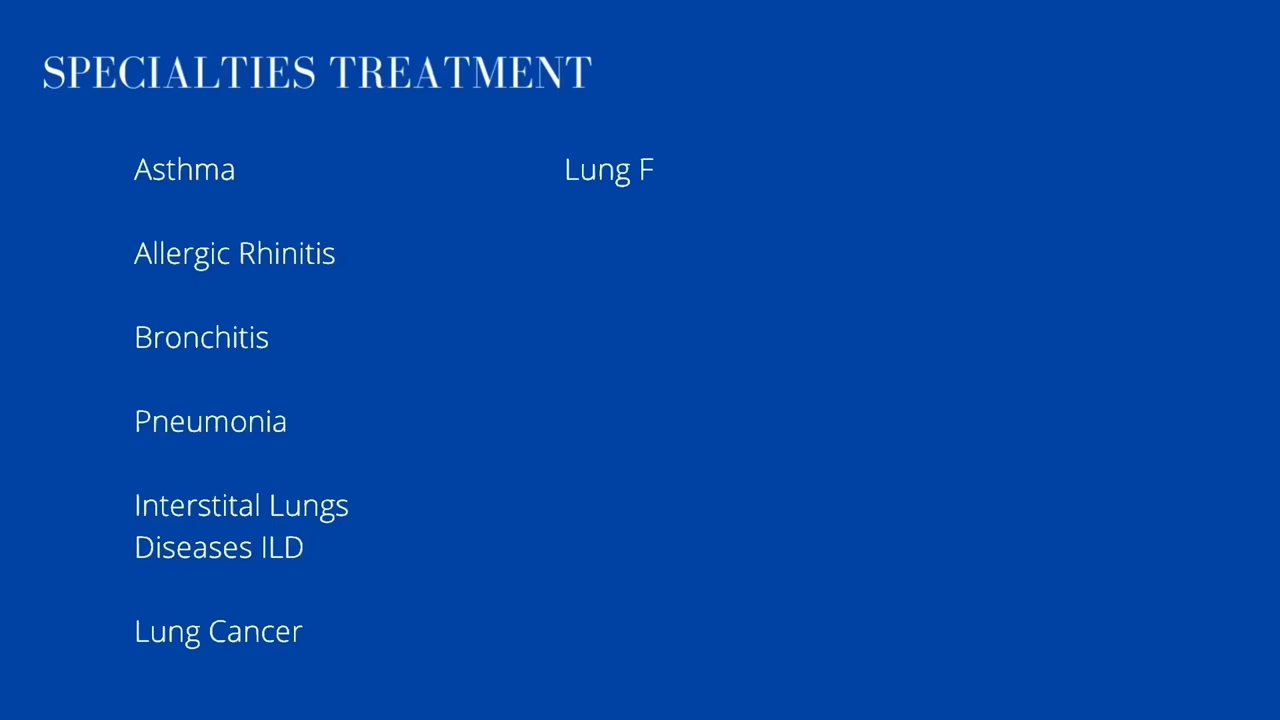 SPECIALTIES TREATMENT
Asthma
Allergic Rhinitis
Bronchitis
Pneumonia
Interstital Lungs
Diseases ILD
Lung Cancer
Lung F